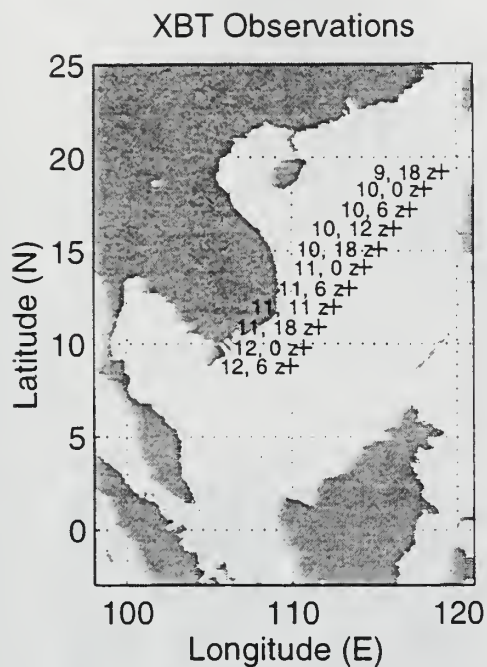 XBT Observations
25
20
15
10
5
0
Latitude (N)
9, 18 z+
10, 0 z+
10, 6 z+
10, 12 z+
10, 18 z+
11, 0 z+
11, 6 z+
11, 11 z+
11, 18 z+
12, 0 z+
12, 6 z+
100 110 120
Longitude (E)